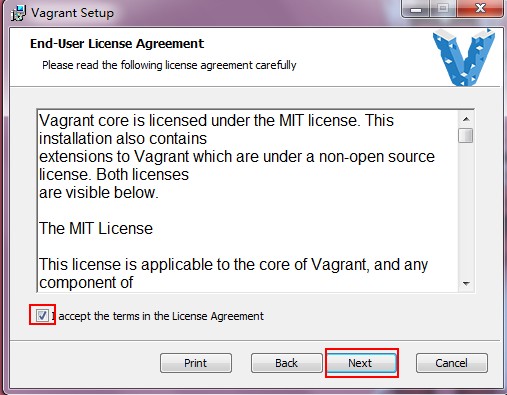 Vagrant Setup
End-User License Agreement
Please read the following license agreement carefully
Vagrant core is licensed under the MIT license. This
installation also contains
extensions to Vagrant which are under a non-open source
license. Both licenses
are visible below.
The MIT License
This license is applicable to the core of Vagrant, and any
component of
I accept the terms in the License Agreement
Print Back Next Cancel